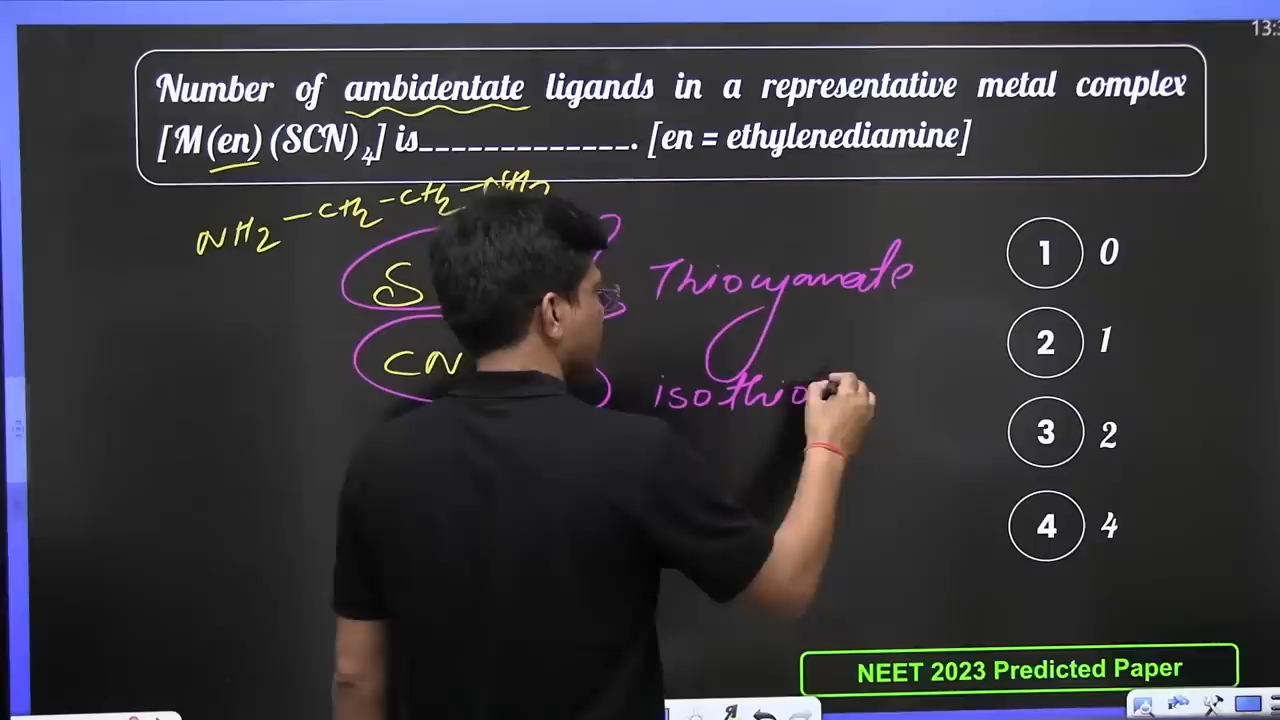 13:
Number of ambidentate ligands in a representative metal complex
[M(en)(SCN)₄] is_____________. [en = ethylenediamine]
NH₂-CH₂-CH₂-NH₂
S
Thiocyanate
CN
isothio
1 0
2 1
3 2
4 4
NEET 2023 Predicted Paper